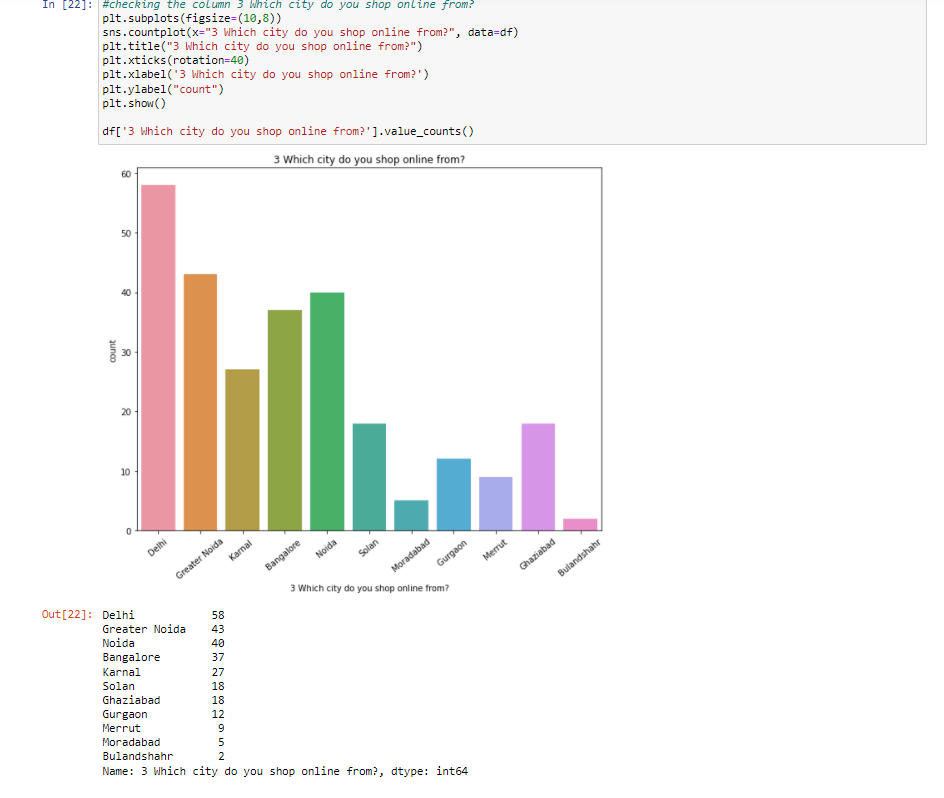 In [22]: #checking the column 3 Which city do you shop online from?
plt.subplots(figsize=(10,8))
sns.countplot(x="3 Which city do you shop online from?", data=df)
plt.title("3 Which city do you shop online from?")
plt.xticks(rotation=40)
plt.xlabel('3 Which city do you shop online from?')
plt.ylabel("count")
plt.show()
df['3 Which city do you shop online from?'].value_counts()
3 Which city do you shop online from?
60
50
40
30
20
10
0
count
Delhi
Greater Noida
Karnal
Bangalore
Noida
Solan
Moradabad
Gurgaon
Merrut
Ghaziabad
Bulandshahr
3 Which city do you shop online from?
Out[22]: Delhi 58
Greater Noida 43
Noida 40
Bangalore 37
Karnal 27
Solan 18
Ghaziabad 18
Gurgaon 12
Merrut 9
Moradabad 5
Bulandshahr 2
Name: 3 Which city do you shop online from?, dtype: int64